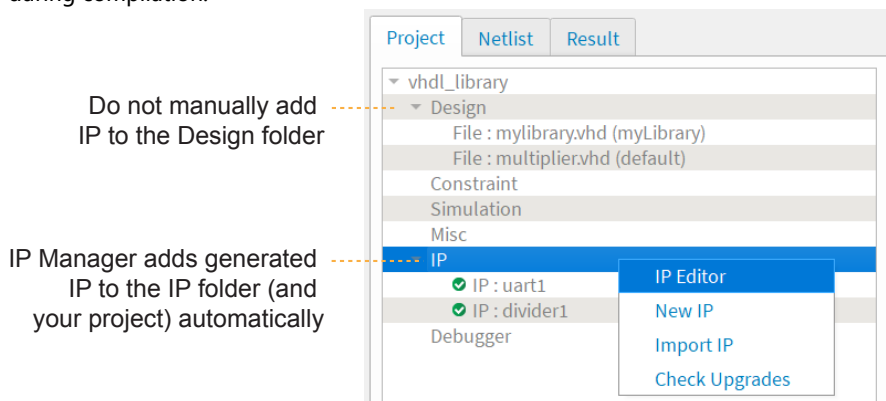 during compilation.
Project Netlist Result
vhdl_library
Do not manually add
IP to the Design folder
Design
File : mylibrary.vhd (myLibrary)
File : multiplier.vhd (default)
Constraint
Simulation
Misc
IP Manager adds generated
IP to the IP folder (and
your project) automatically
IP
IP : uart1
IP : divider1
Debugger
IP Editor
New IP
Import IP
Check Upgrades